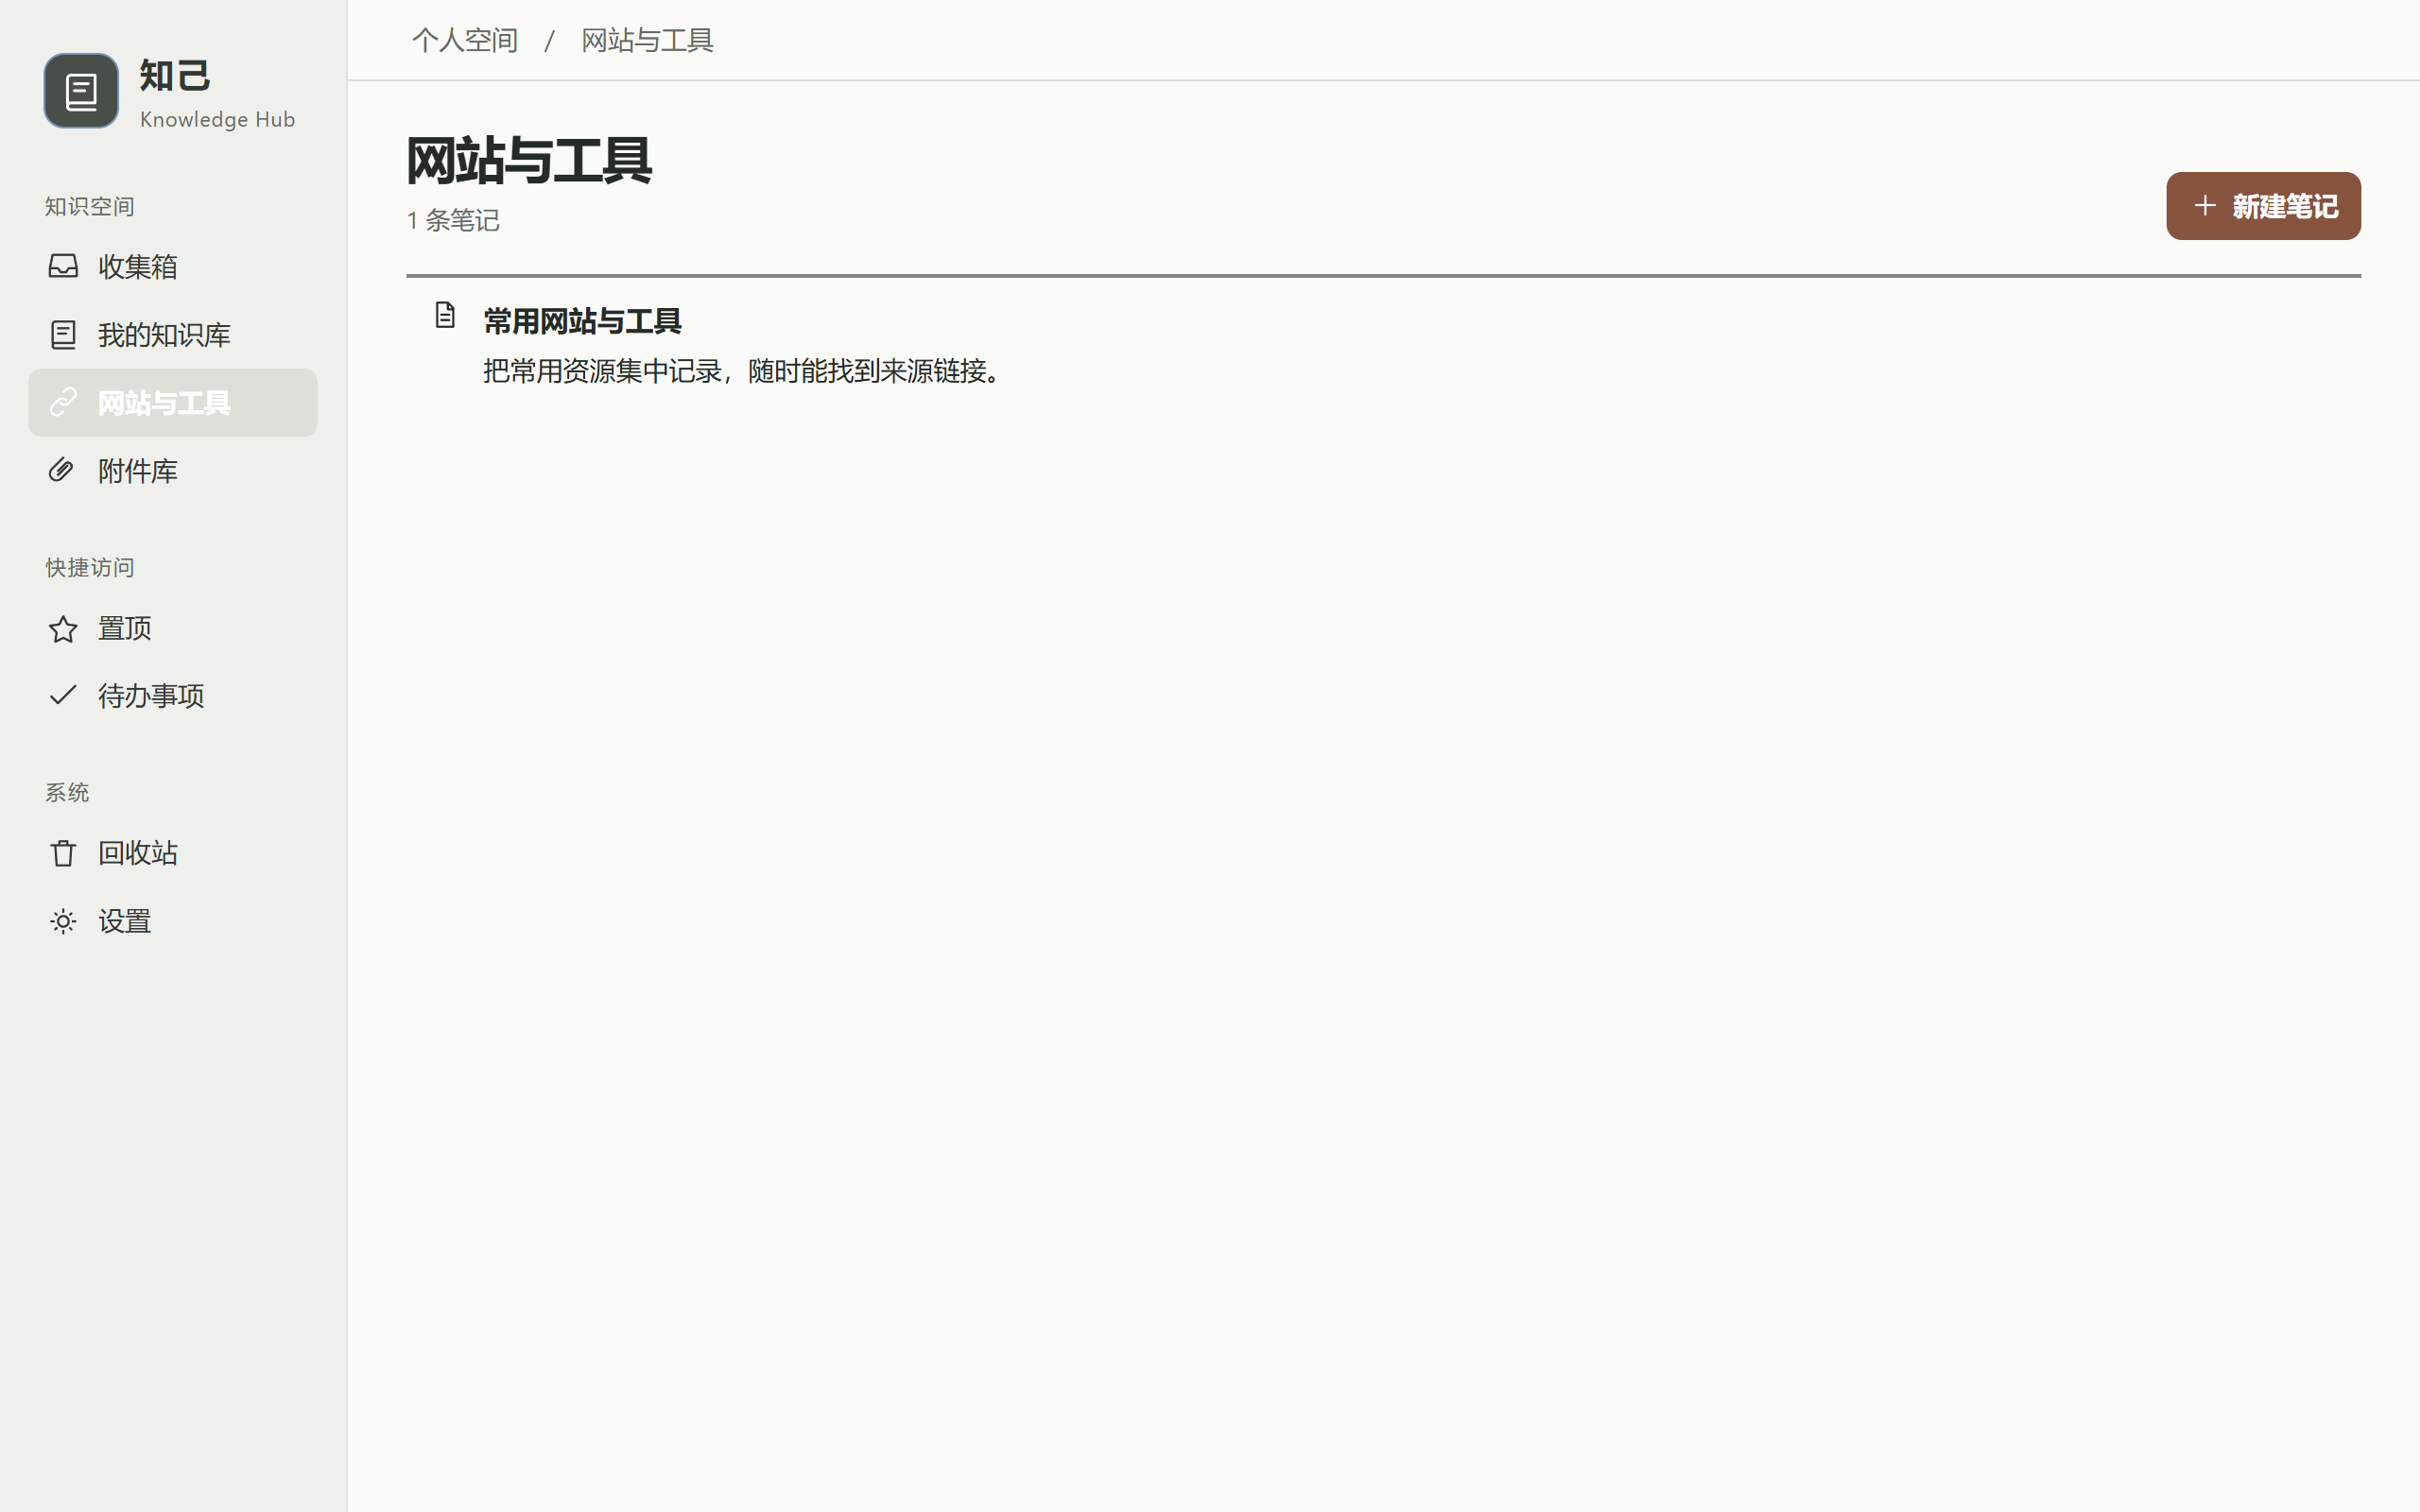 知己
Knowledge Hub
知识空间
收集箱
我的知识库
网站与工具
附件库
快捷访问
置顶
待办事项
系统
回收站
设置
个人空间 / 网站与工具
网站与工具
1 条笔记
新建笔记
常用网站与工具
把常用资源集中记录，随时能找到来源链接。